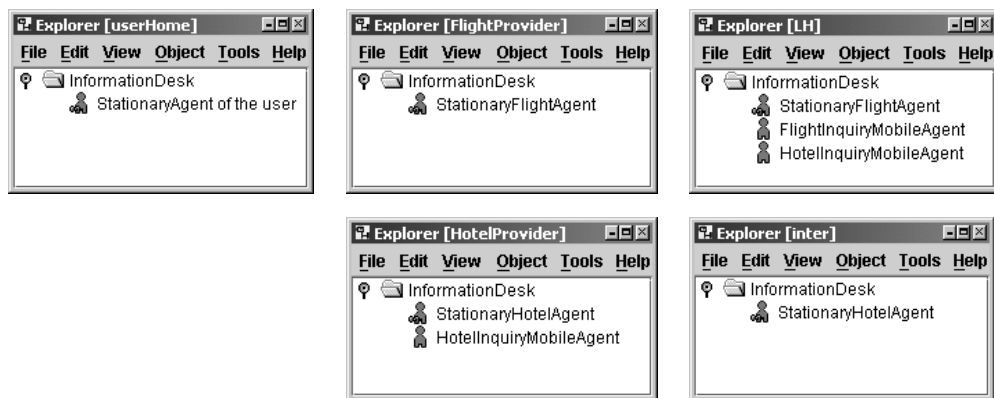 Explorer [userHome]
File Edit View Object Tools Help
InformationDesk
StationaryAgent of the user
Explorer [FlightProvider]
File Edit View Object Tools Help
InformationDesk
StationaryFlightAgent
Explorer [LH]
File Edit View Object Tools Help
InformationDesk
StationaryFlightAgent
FlightInquiryMobileAgent
HotelInquiryMobileAgent
Explorer [HotelProvider]
File Edit View Object Tools Help
InformationDesk
StationaryHotelAgent
HotelInquiryMobileAgent
Explorer [inter]
File Edit View Object Tools Help
InformationDesk
StationaryHotelAgent